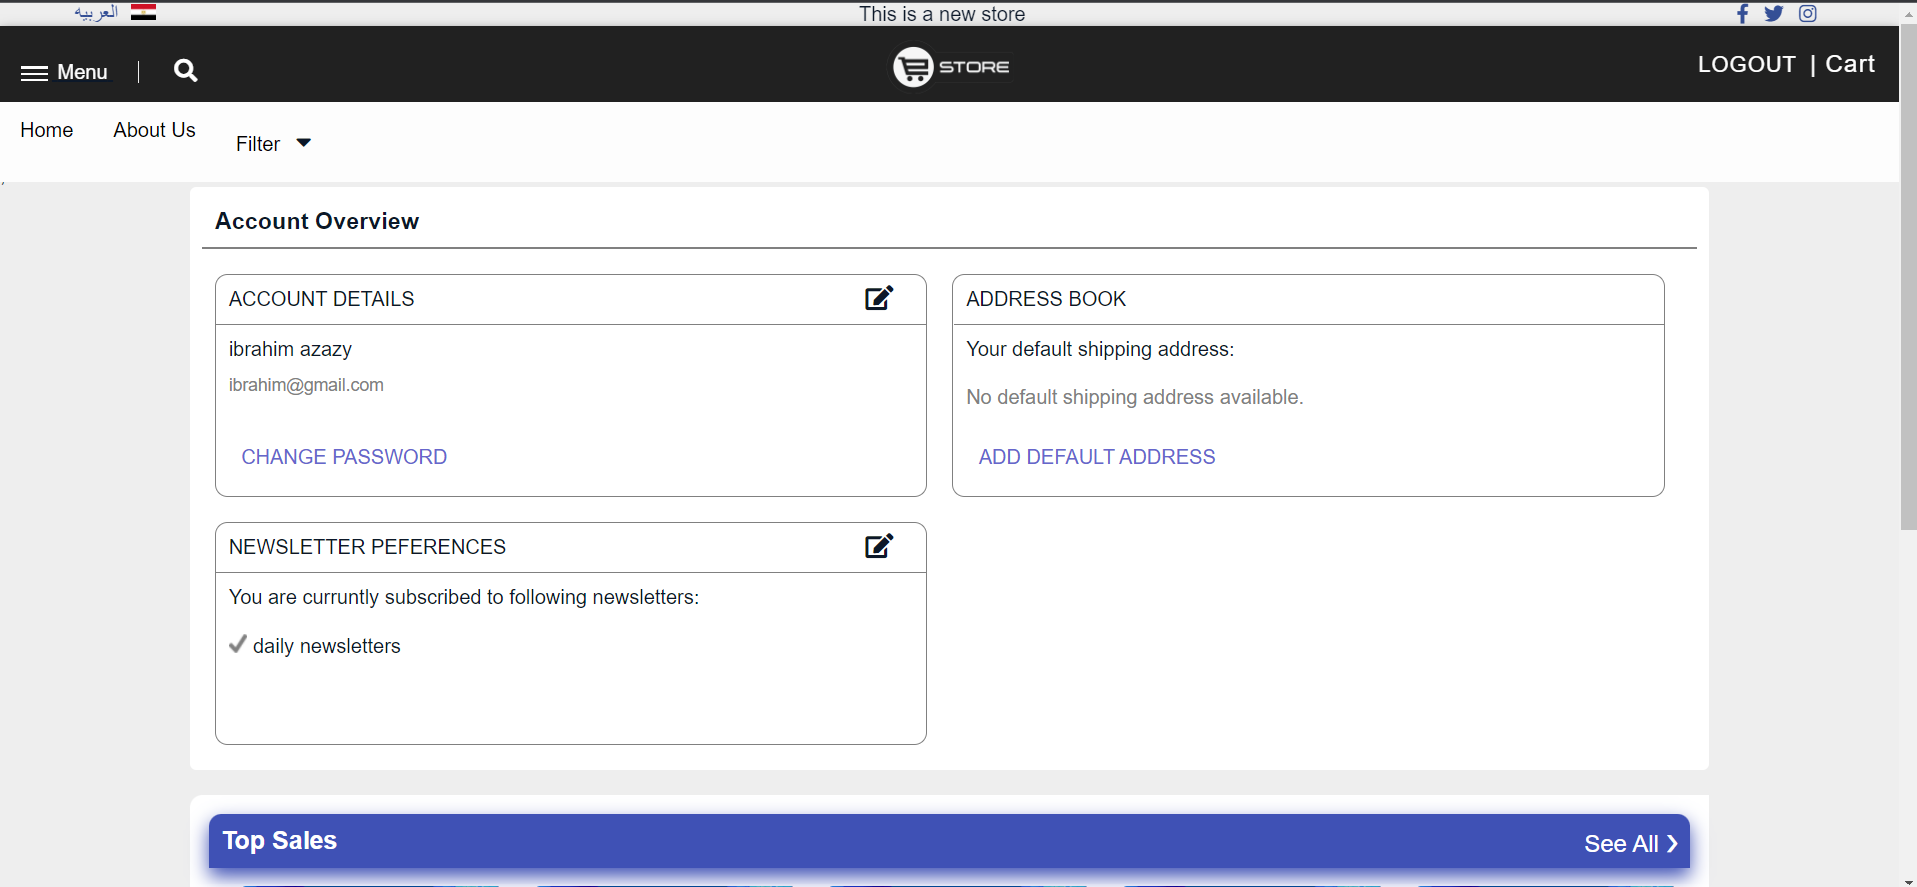 العربيه
This is a new store
Menu
STORE
LOGOUT | Cart
Home
About Us
Filter
Account Overview
ACCOUNT DETAILS
ibrahim azazy
ibrahim@gmail.com
CHANGE PASSWORD
ADDRESS BOOK
Your default shipping address:
No default shipping address available.
ADD DEFAULT ADDRESS
NEWSLETTER PEFERENCES
You are curruntly subscribed to following newsletters:
daily newsletters
Top Sales
See All ❯